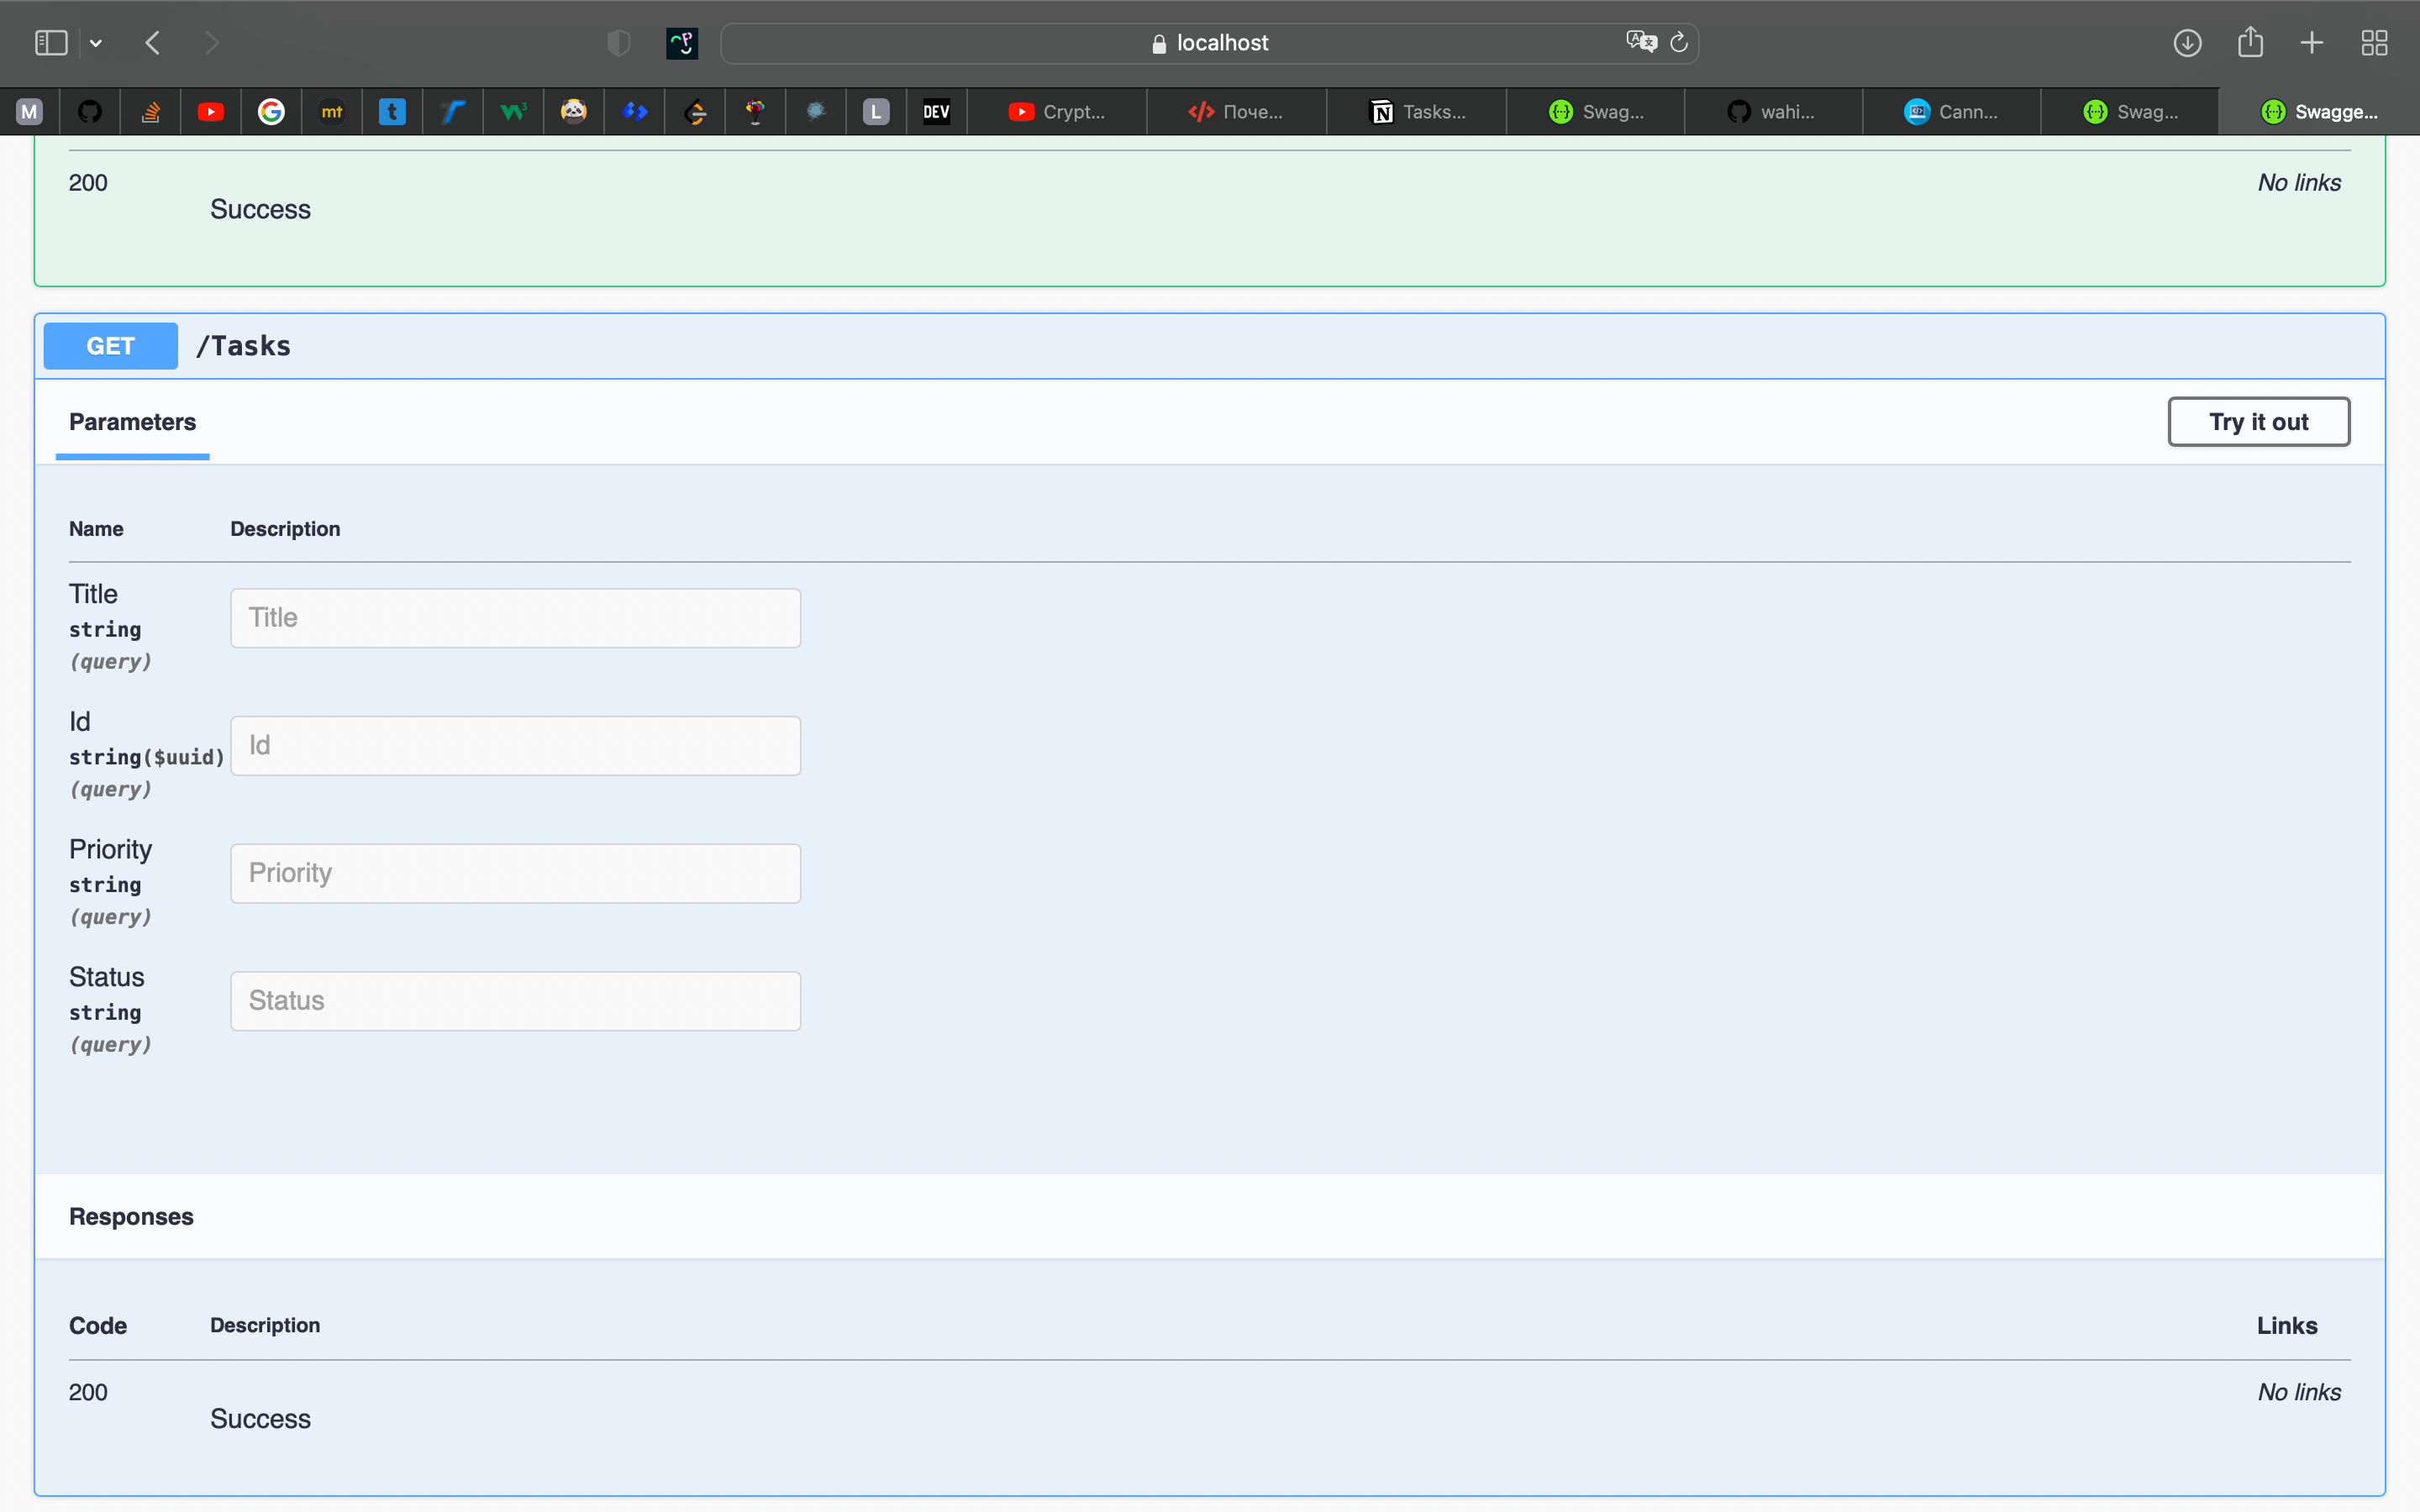 localhost
M
mt
t
L
DEV
Crypt...
</> Поче...
Tasks...
Swag...
wahi...
Cann...
Swag...
Swagge...
200
Success
No links
GET /Tasks
Parameters
Try it out
Name Description
Title
string
(query)
Title
Id
string($uuid)
(query)
Id
Priority
string
(query)
Priority
Status
string
(query)
Status
Responses
Code Description Links
200
Success
No links